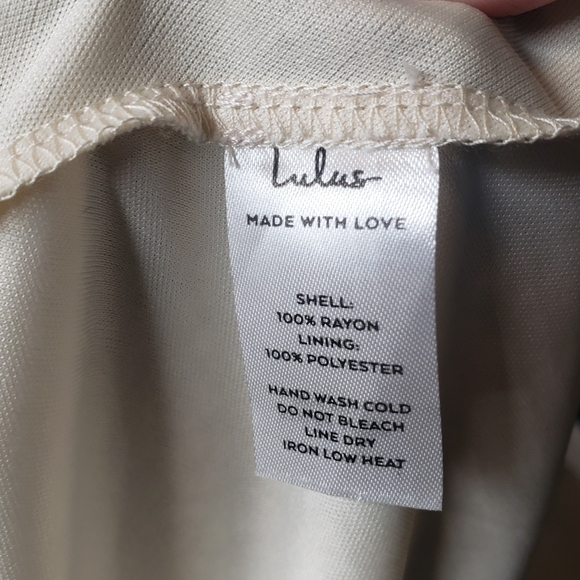 Lulus
MADE WITH LOVE
SHELL:
100% RAYON
LINING:
100% POLYESTER
HAND WASH COLD
DO NOT BLEACH
LINE DRY
IRON LOW HEAT